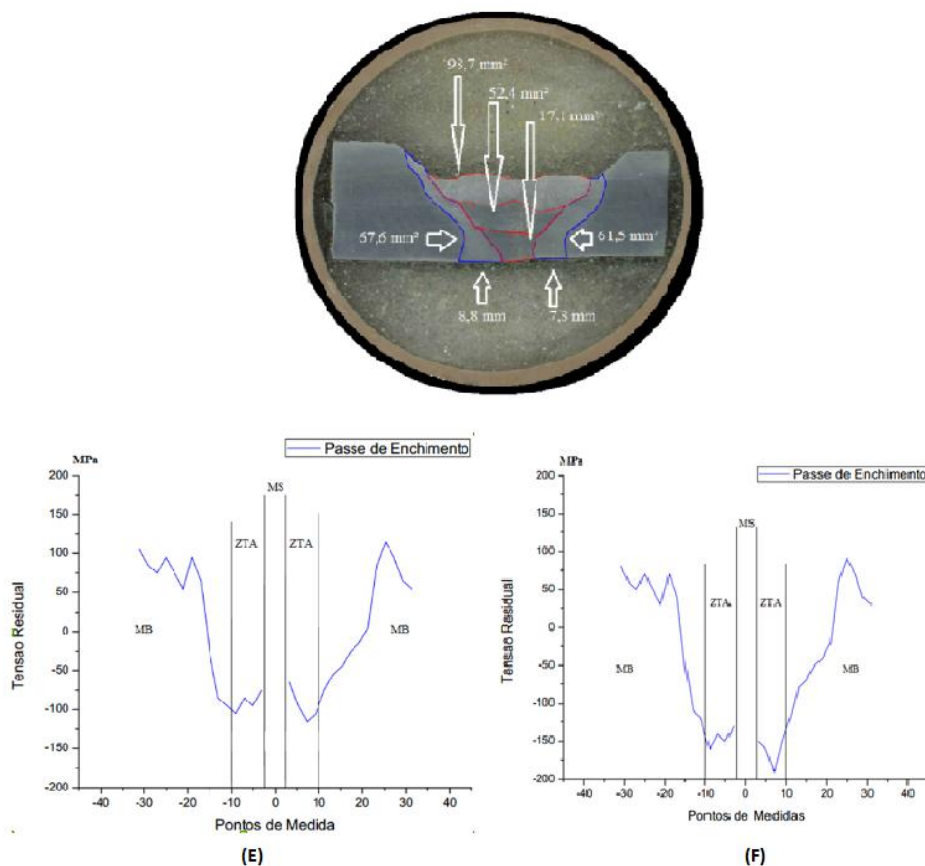 98,7 mm²
52,4 mm²
17,1 mm²
67,6 mm²
61,5 mm²
8,8 mm
7,8 mm
MPa
Passe de Enchimento
MS
200
150
100
50
0
-50
-100
-150
-200
ZTA
ZTA
MB
MB
Tensao Residual
-40
-30
-20
-10
0
10
20
30
40
Pontos de Medida
(E)
MPa
Passe de Enchimento
MS
200
150
100
50
0
-50
-100
-150
-200
ZTA
ZTA
MB
MB
Tensao Residual
-40
-30
-20
-10
0
10
20
30
40
Pontos de Medidas
(F)